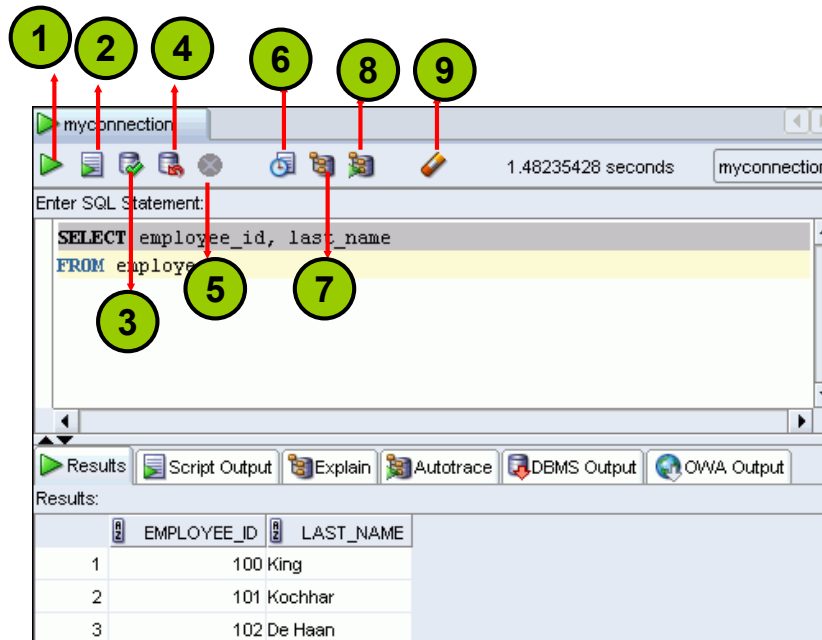 1
2
4
6
8
9
myconnection
1.48235428 seconds
myconnection
Enter SQL Statement:
SELECT employee_id, last_name
FROM employe
3
5
7
Results Script Output Explain Autotrace DBMS Output OWA Output
Results:
EMPLOYEE_ID LAST_NAME
1 100 King
2 101 Kochhar
3 102 De Haan